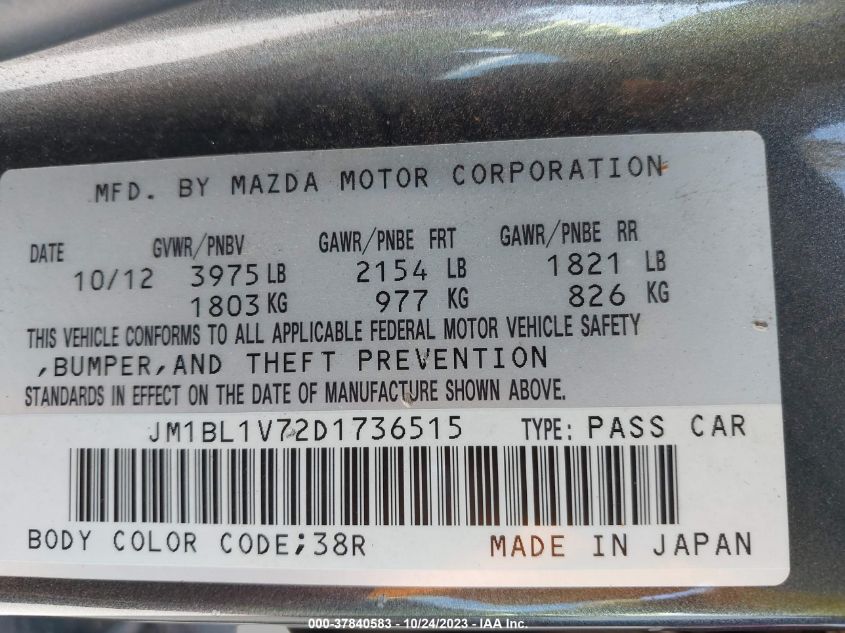 MFD. BY MAZDA MOTOR CORPORATION
DATE GVWR/PNBV GAWR/PNBE FRT GAWR/PNBE RR
10/12 3975 LB 2154 LB 1821 LB
1803 KG 977 KG 826 KG
THIS VEHICLE CONFORMS TO ALL APPLICABLE FEDERAL MOTOR VEHICLE SAFETY
,BUMPER,AND THEFT PREVENTION
STANDARDS IN EFFECT ON THE DATE OF MANUFACTURE SHOWN ABOVE.
JM1BL1V72D1736515 TYPE: PASS CAR
BODY COLOR CODE;38R MADE IN JAPAN
000-37840583 - 10/24/2023 - IAA Inc.